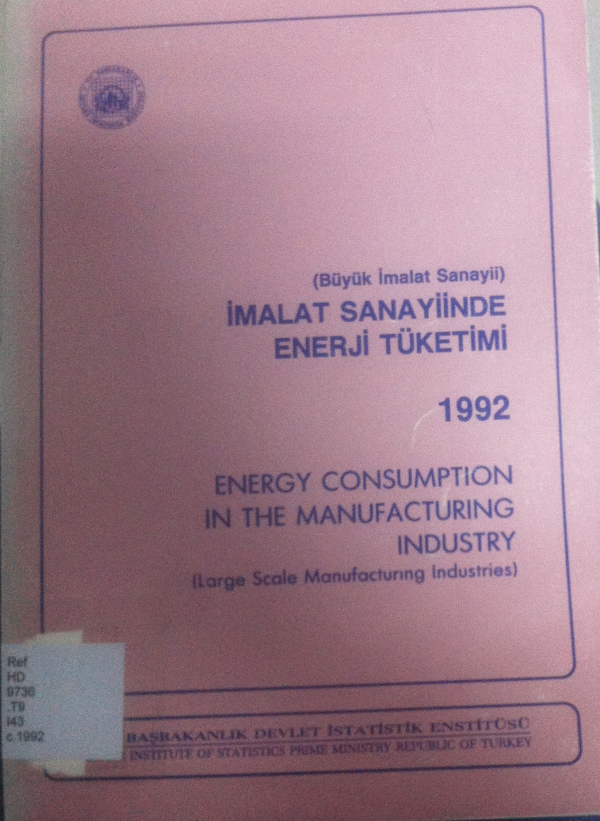 (Büyük İmalat Sanayii)
İMALAT SANAYİİNDE
ENERJİ TÜKETİMİ
1992
ENERGY CONSUMPTION
IN THE MANUFACTURING
INDUSTRY
(Large Scale Manufacturıng Industries)
Ref
HD
9736
.T9
I43
c.1992
BAŞBAKANLIK DEVLET İSTATİSTİK ENSTİTÜSÜ
INSTITUTE OF STATISTICS PRIME MINISTRY REPUBLIC OF TURKEY